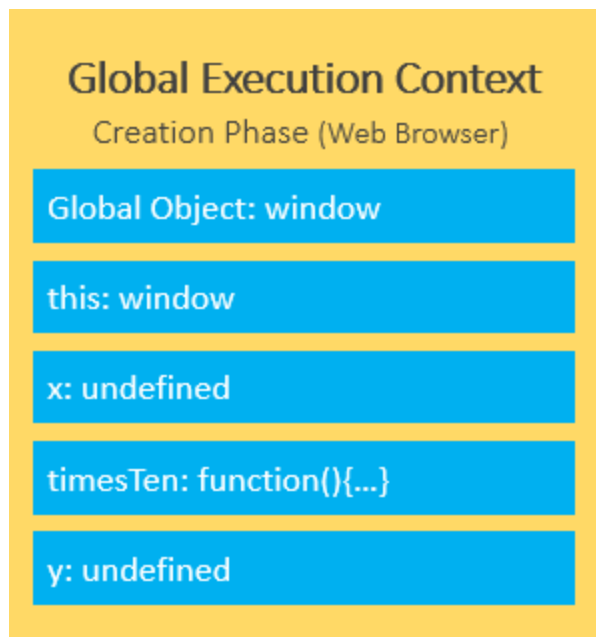 Global Execution Context
Creation Phase (Web Browser)
Global Object: window
this: window
x: undefined
timesTen: function(){...}
y: undefined